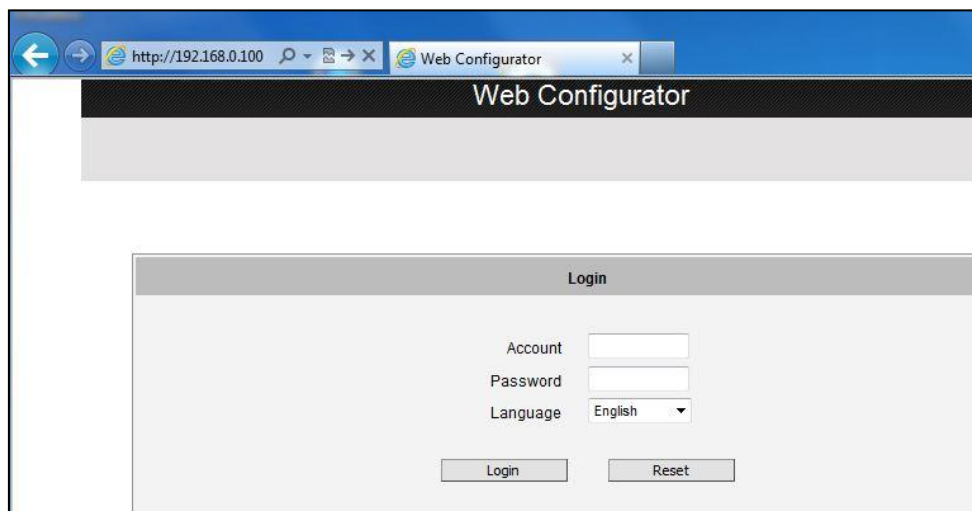 http://192.168.0.100
Web Configurator
Web Configurator
Login
Account
Password
Language English
Login Reset